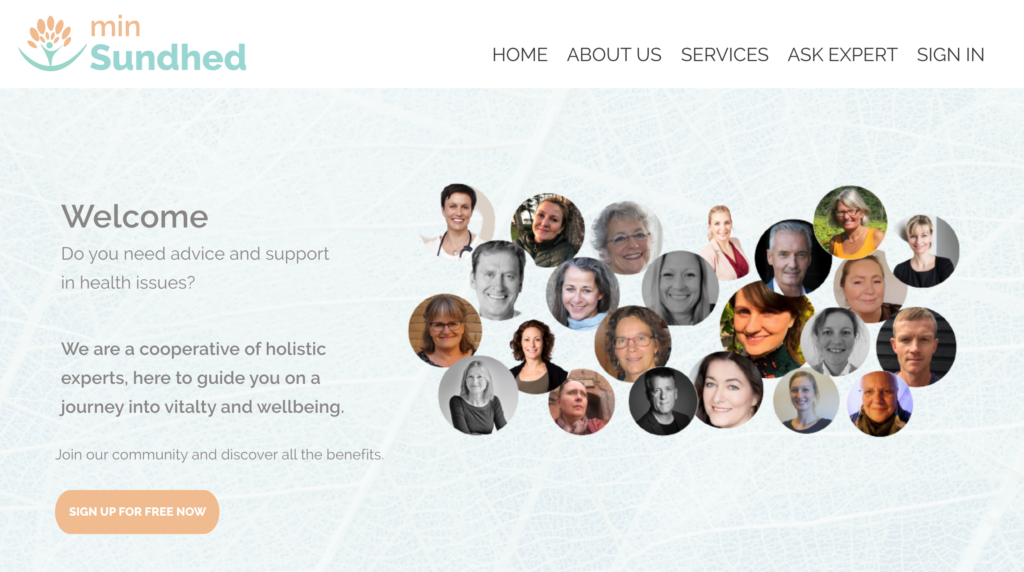 min
Sundhed
HOME ABOUT US SERVICES ASK EXPERT SIGN IN
Welcome
Do you need advice and support
in health issues?
We are a cooperative of holistic
experts, here to guide you on a
journey into vitalty and wellbeing.
Join our community and discover all the benefits.
SIGN UP FOR FREE NOW